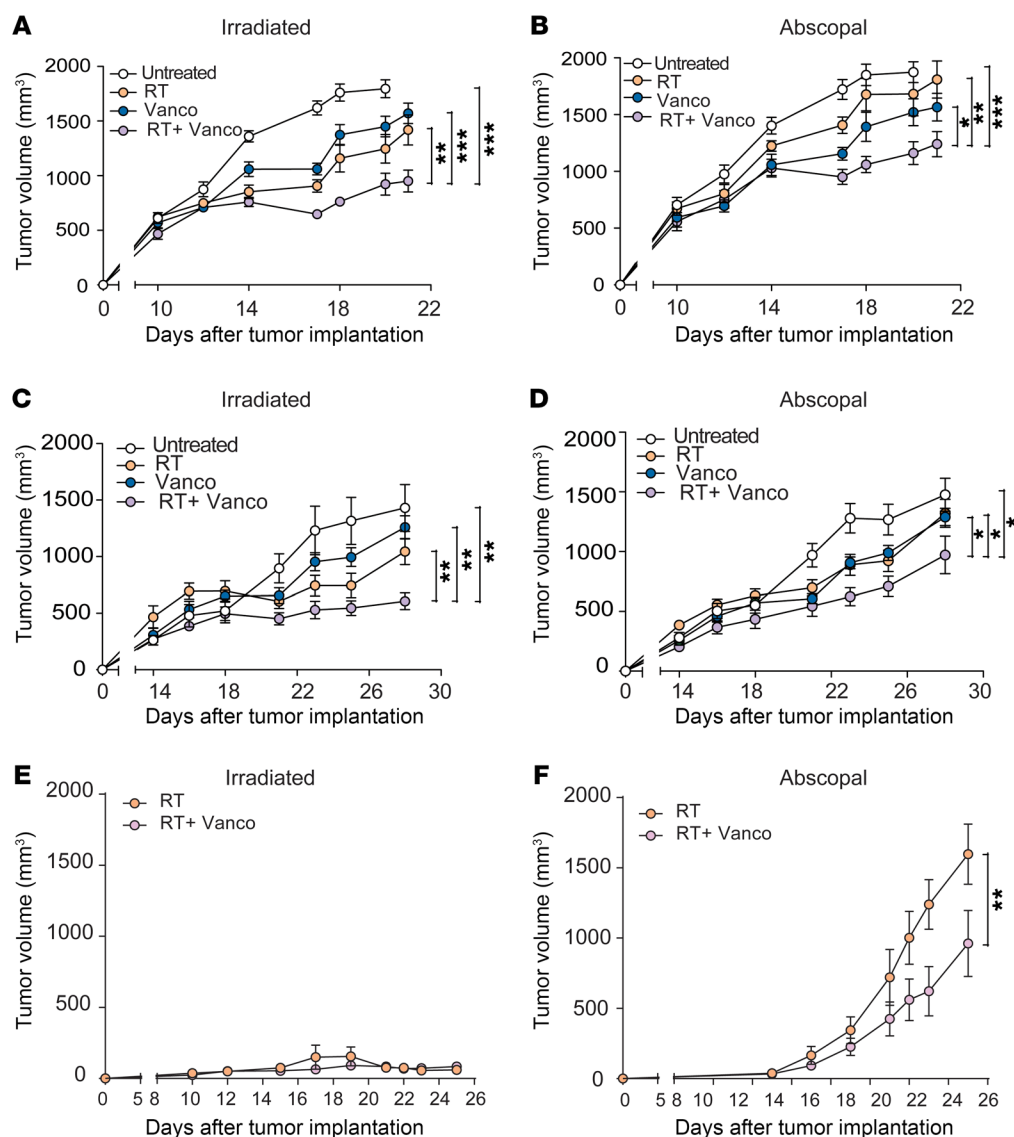 A
Irradiated
Tumor volume (mm³)
2000
1500
1000
500
0
Untreated
RT
Vanco
RT+ Vanco
**
***
***
0 10 14 18 22
Days after tumor implantation
B
Abscopal
Tumor volume (mm³)
2000
1500
1000
500
0
Untreated
RT
Vanco
RT+ Vanco
*
**
***
0 10 14 18 22
Days after tumor implantation
C
Irradiated
Tumor volume (mm³)
2000
1500
1000
500
0
Untreated
RT
Vanco
RT+ Vanco
**
**
**
0 14 18 22 26 30
Days after tumor implantation
D
Abscopal
Tumor volume (mm³)
2000
1500
1000
500
0
Untreated
RT
Vanco
RT+ Vanco
*
*
*
0 14 18 22 26 30
Days after tumor implantation
E
Irradiated
Tumor volume (mm³)
2000
1500
1000
500
0
RT
RT+ Vanco
0 5 8 10 12 14 16 18 20 22 24 26
Days after tumor implantation
F
Abscopal
Tumor volume (mm³)
2000
1500
1000
500
0
RT
RT+ Vanco
**
0 5 8 10 12 14 16 18 20 22 24 26
Days after tumor implantation